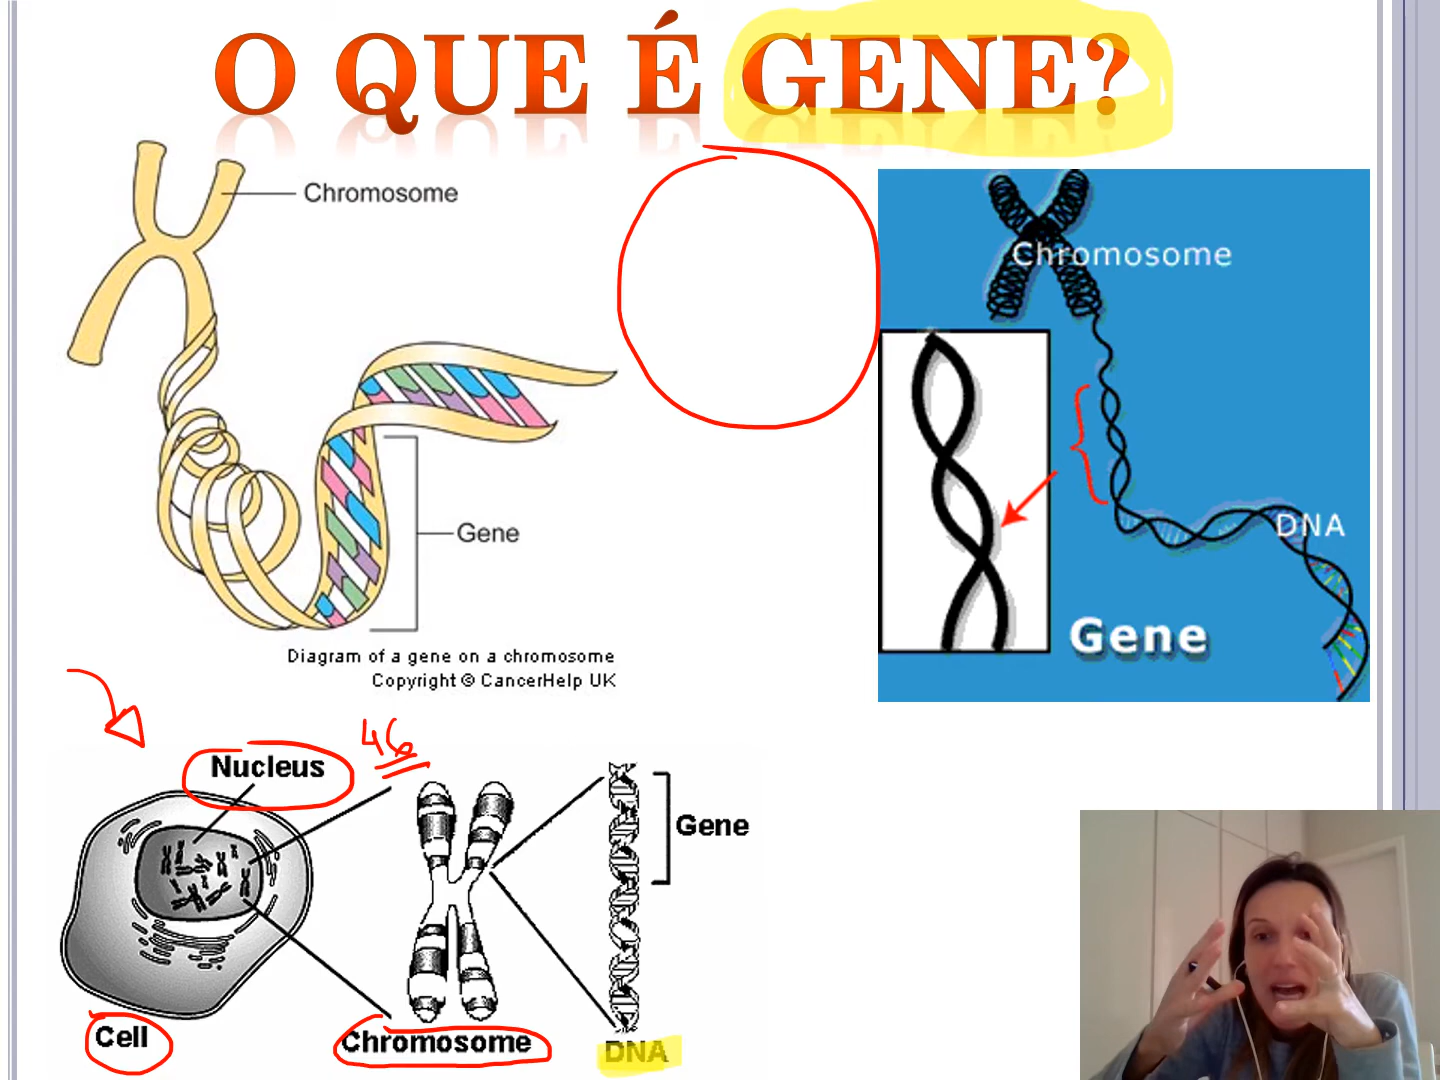 O QUE É GENE?
Chromosome
Gene
Diagram of a gene on a chromosome
Copyright © CancerHelp UK
Chromosome
DNA
Gene
46
Nucleus
Gene
Cell
Chromosome
DNA